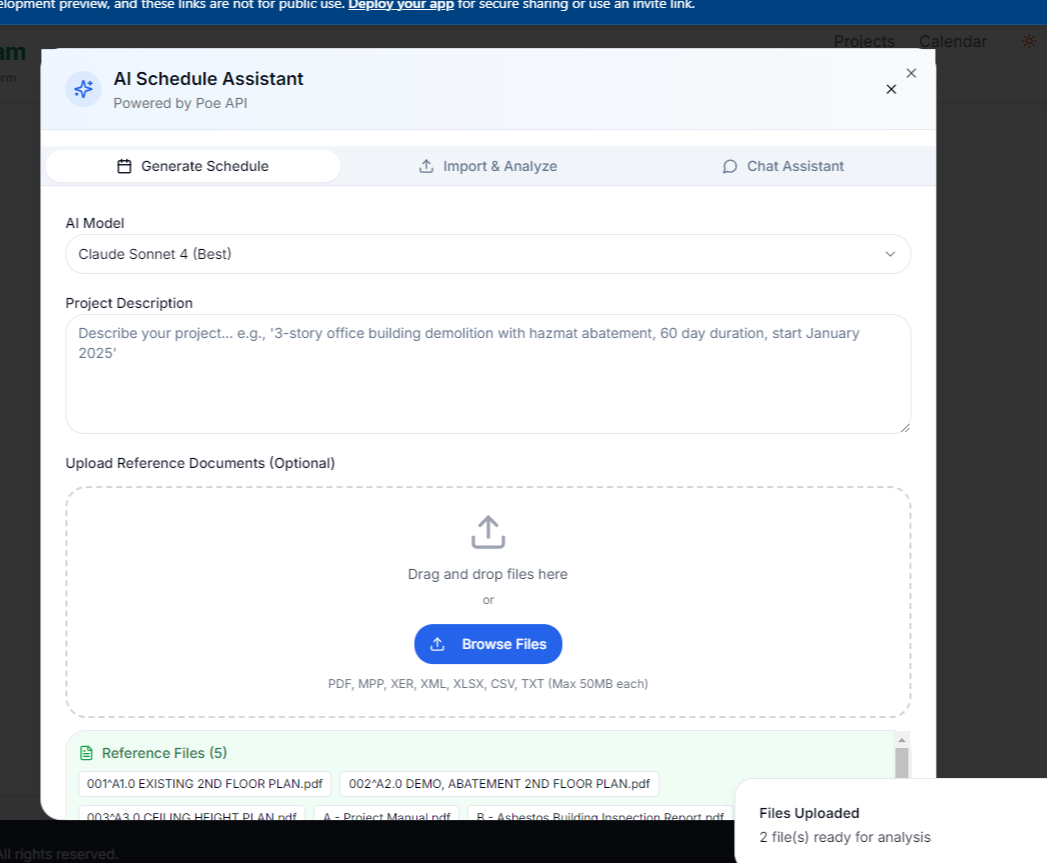 elopment preview, and these links are not for public use. Deploy your app for secure sharing or use an invite link.
am
rm
Projects Calendar
AI Schedule Assistant
Powered by Poe API
Generate Schedule Import & Analyze Chat Assistant
AI Model
Claude Sonnet 4 (Best)
Project Description
Describe your project... e.g., '3-story office building demolition with hazmat abatement, 60 day duration, start January
2025'
Upload Reference Documents (Optional)
Drag and drop files here
or
Browse Files
PDF, MPP, XER, XML, XLSX, CSV, TXT (Max 50MB each)
Reference Files (5)
001^A1.0 EXISTING 2ND FLOOR PLAN.pdf 002^A2.0 DEMO, ABATEMENT 2ND FLOOR PLAN.pdf
003^A3.0 CEILING HEIGHT PLAN.pdf A - Project Manual.pdf B - Asbestos Building Inspection Report.pdf
Files Uploaded
2 file(s) ready for analysis
All rights reserved.